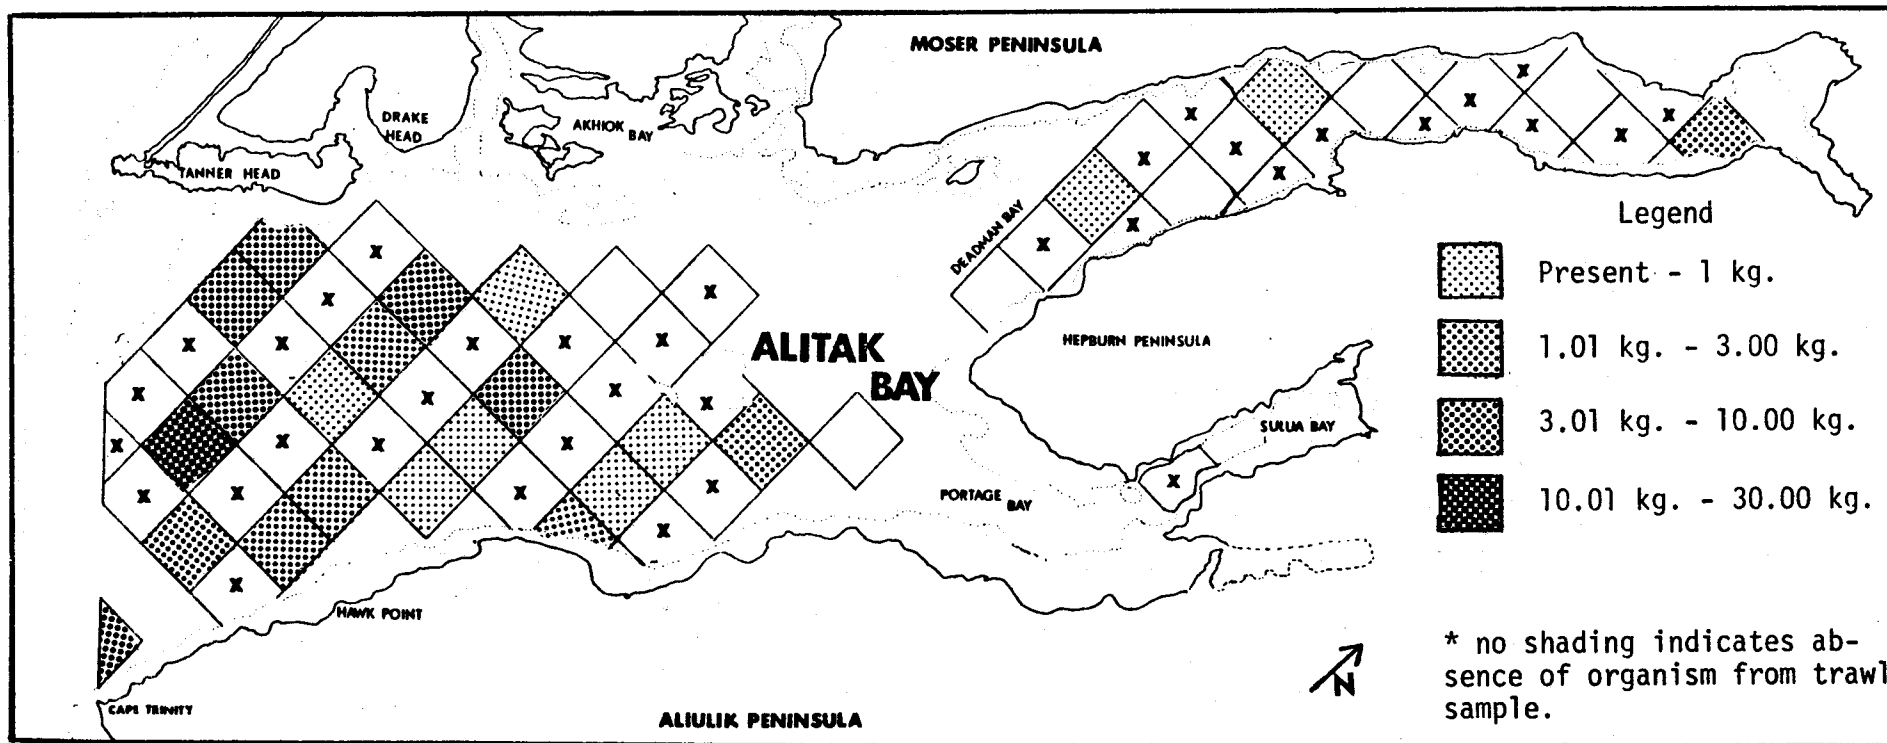 MOSER PENINSULA
DRAKE
HEAD
AKHIOK BAY
TANNER HEAD
DEADMAN BAY
Legend
Present - 1 kg.
1.01 kg. - 3.00 kg.
3.01 kg. - 10.00 kg.
10.01 kg. - 30.00 kg.
ALITAK
BAY
HEPBURN PENINSULA
SULUA BAY
PORTAGE BAY
HAWK POINT
CAPE TRINITY
ALIULIK PENINSULA
N
* no shading indicates ab-
sence of organism from trawl
sample.
X X X X X X X X X X X X X X X X X X X X X X X X X X X X X X X X X X X X X X X